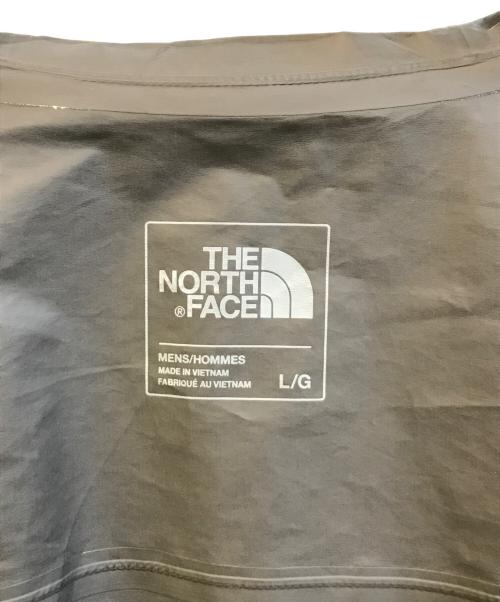 THE
NORTH
® FACE
MENS/HOMMES
MADE IN VIETNAM
FABRIQUÉ AU VIETNAM
L/G